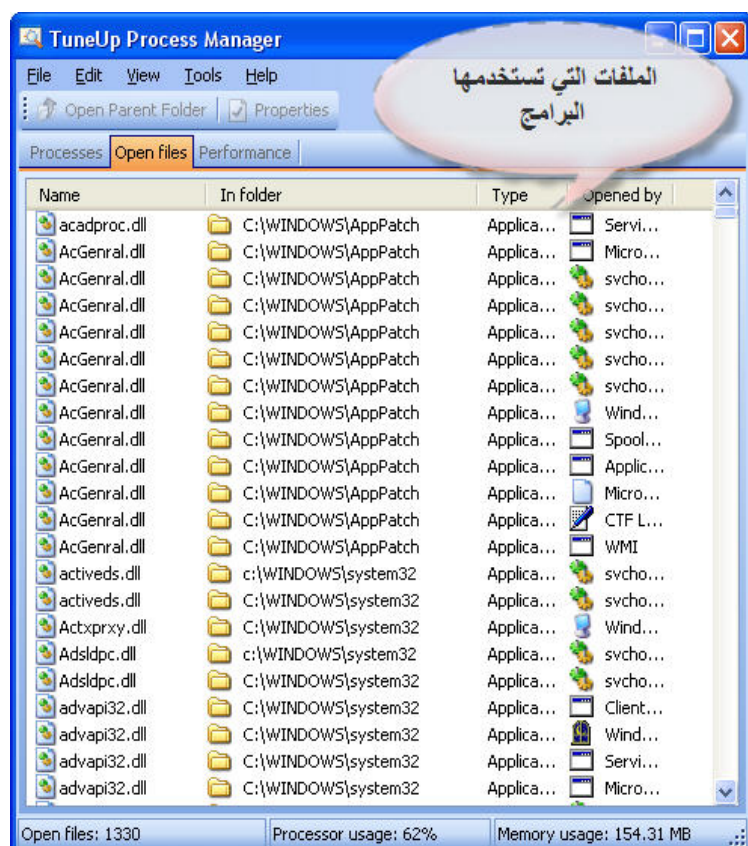 TuneUp Process Manager
File Edit View Tools Help
الملفات التي تستخدمها
البرامج
Open Parent Folder Properties
Processes Open files Performance
Name In folder Type Opened by
acadproc.dll C:\WINDOWS\AppPatch Applica... Servi...
AcGenral.dll C:\WINDOWS\AppPatch Applica... Micro...
AcGenral.dll C:\WINDOWS\AppPatch Applica... svcho...
AcGenral.dll C:\WINDOWS\AppPatch Applica... svcho...
AcGenral.dll C:\WINDOWS\AppPatch Applica... svcho...
AcGenral.dll C:\WINDOWS\AppPatch Applica... svcho...
AcGenral.dll C:\WINDOWS\AppPatch Applica... svcho...
AcGenral.dll C:\WINDOWS\AppPatch Applica... Wind...
AcGenral.dll C:\WINDOWS\AppPatch Applica... Spool...
AcGenral.dll C:\WINDOWS\AppPatch Applica... Applic...
AcGenral.dll C:\WINDOWS\AppPatch Applica... Micro...
AcGenral.dll C:\WINDOWS\AppPatch Applica... CTF L...
AcGenral.dll C:\WINDOWS\AppPatch Applica... WMI
activeds.dll c:\WINDOWS\system32 Applica... svcho...
activeds.dll C:\WINDOWS\system32 Applica... svcho...
Actxprxy.dll C:\WINDOWS\system32 Applica... Wind...
Adsldpc.dll c:\WINDOWS\system32 Applica... svcho...
Adsldpc.dll C:\WINDOWS\system32 Applica... svcho...
advapi32.dll C:\WINDOWS\system32 Applica... Client...
advapi32.dll C:\WINDOWS\system32 Applica... Wind...
advapi32.dll C:\WINDOWS\system32 Applica... Servi...
advapi32.dll C:\WINDOWS\system32 Applica... Micro...
Open files: 1330 Processor usage: 62% Memory usage: 154.31 MB